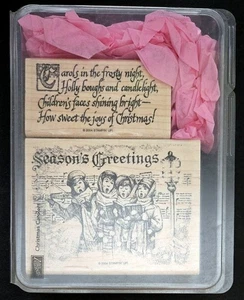 Carols in the frosty night,
Holly boughs and candlelight,
Children's faces shining bright—
How sweet the joys of Christmas!
Season's Greetings